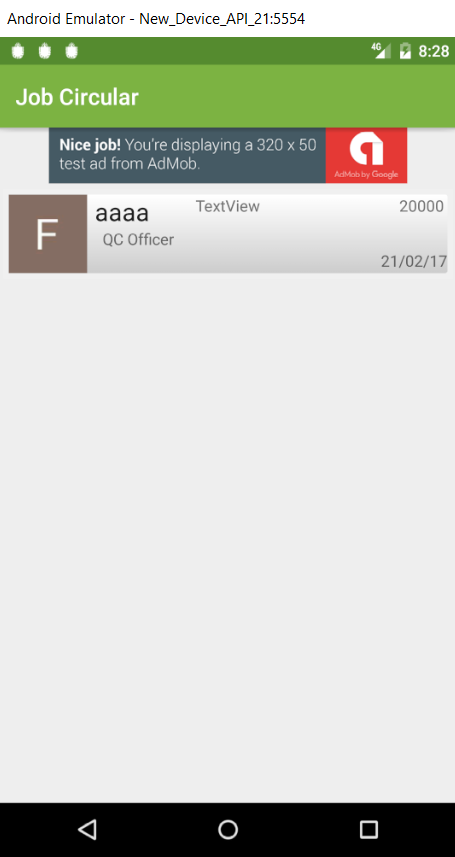 Android Emulator - New_Device_API_21:5554
4G 8:28
Job Circular
Nice job! You're displaying a 320 x 50
test ad from AdMob.
AdMob by Google
F
aaaa TextView 20000
QC Officer
21/02/17